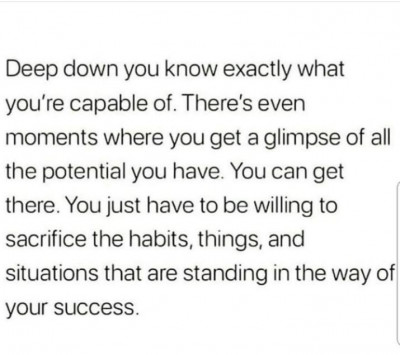 Deep down you know exactly what
you're capable of. There's even
moments where you get a glimpse of all
the potential you have. You can get
there. You just have to be willing to
sacrifice the habits, things, and
situations that are standing in the way of
your success.